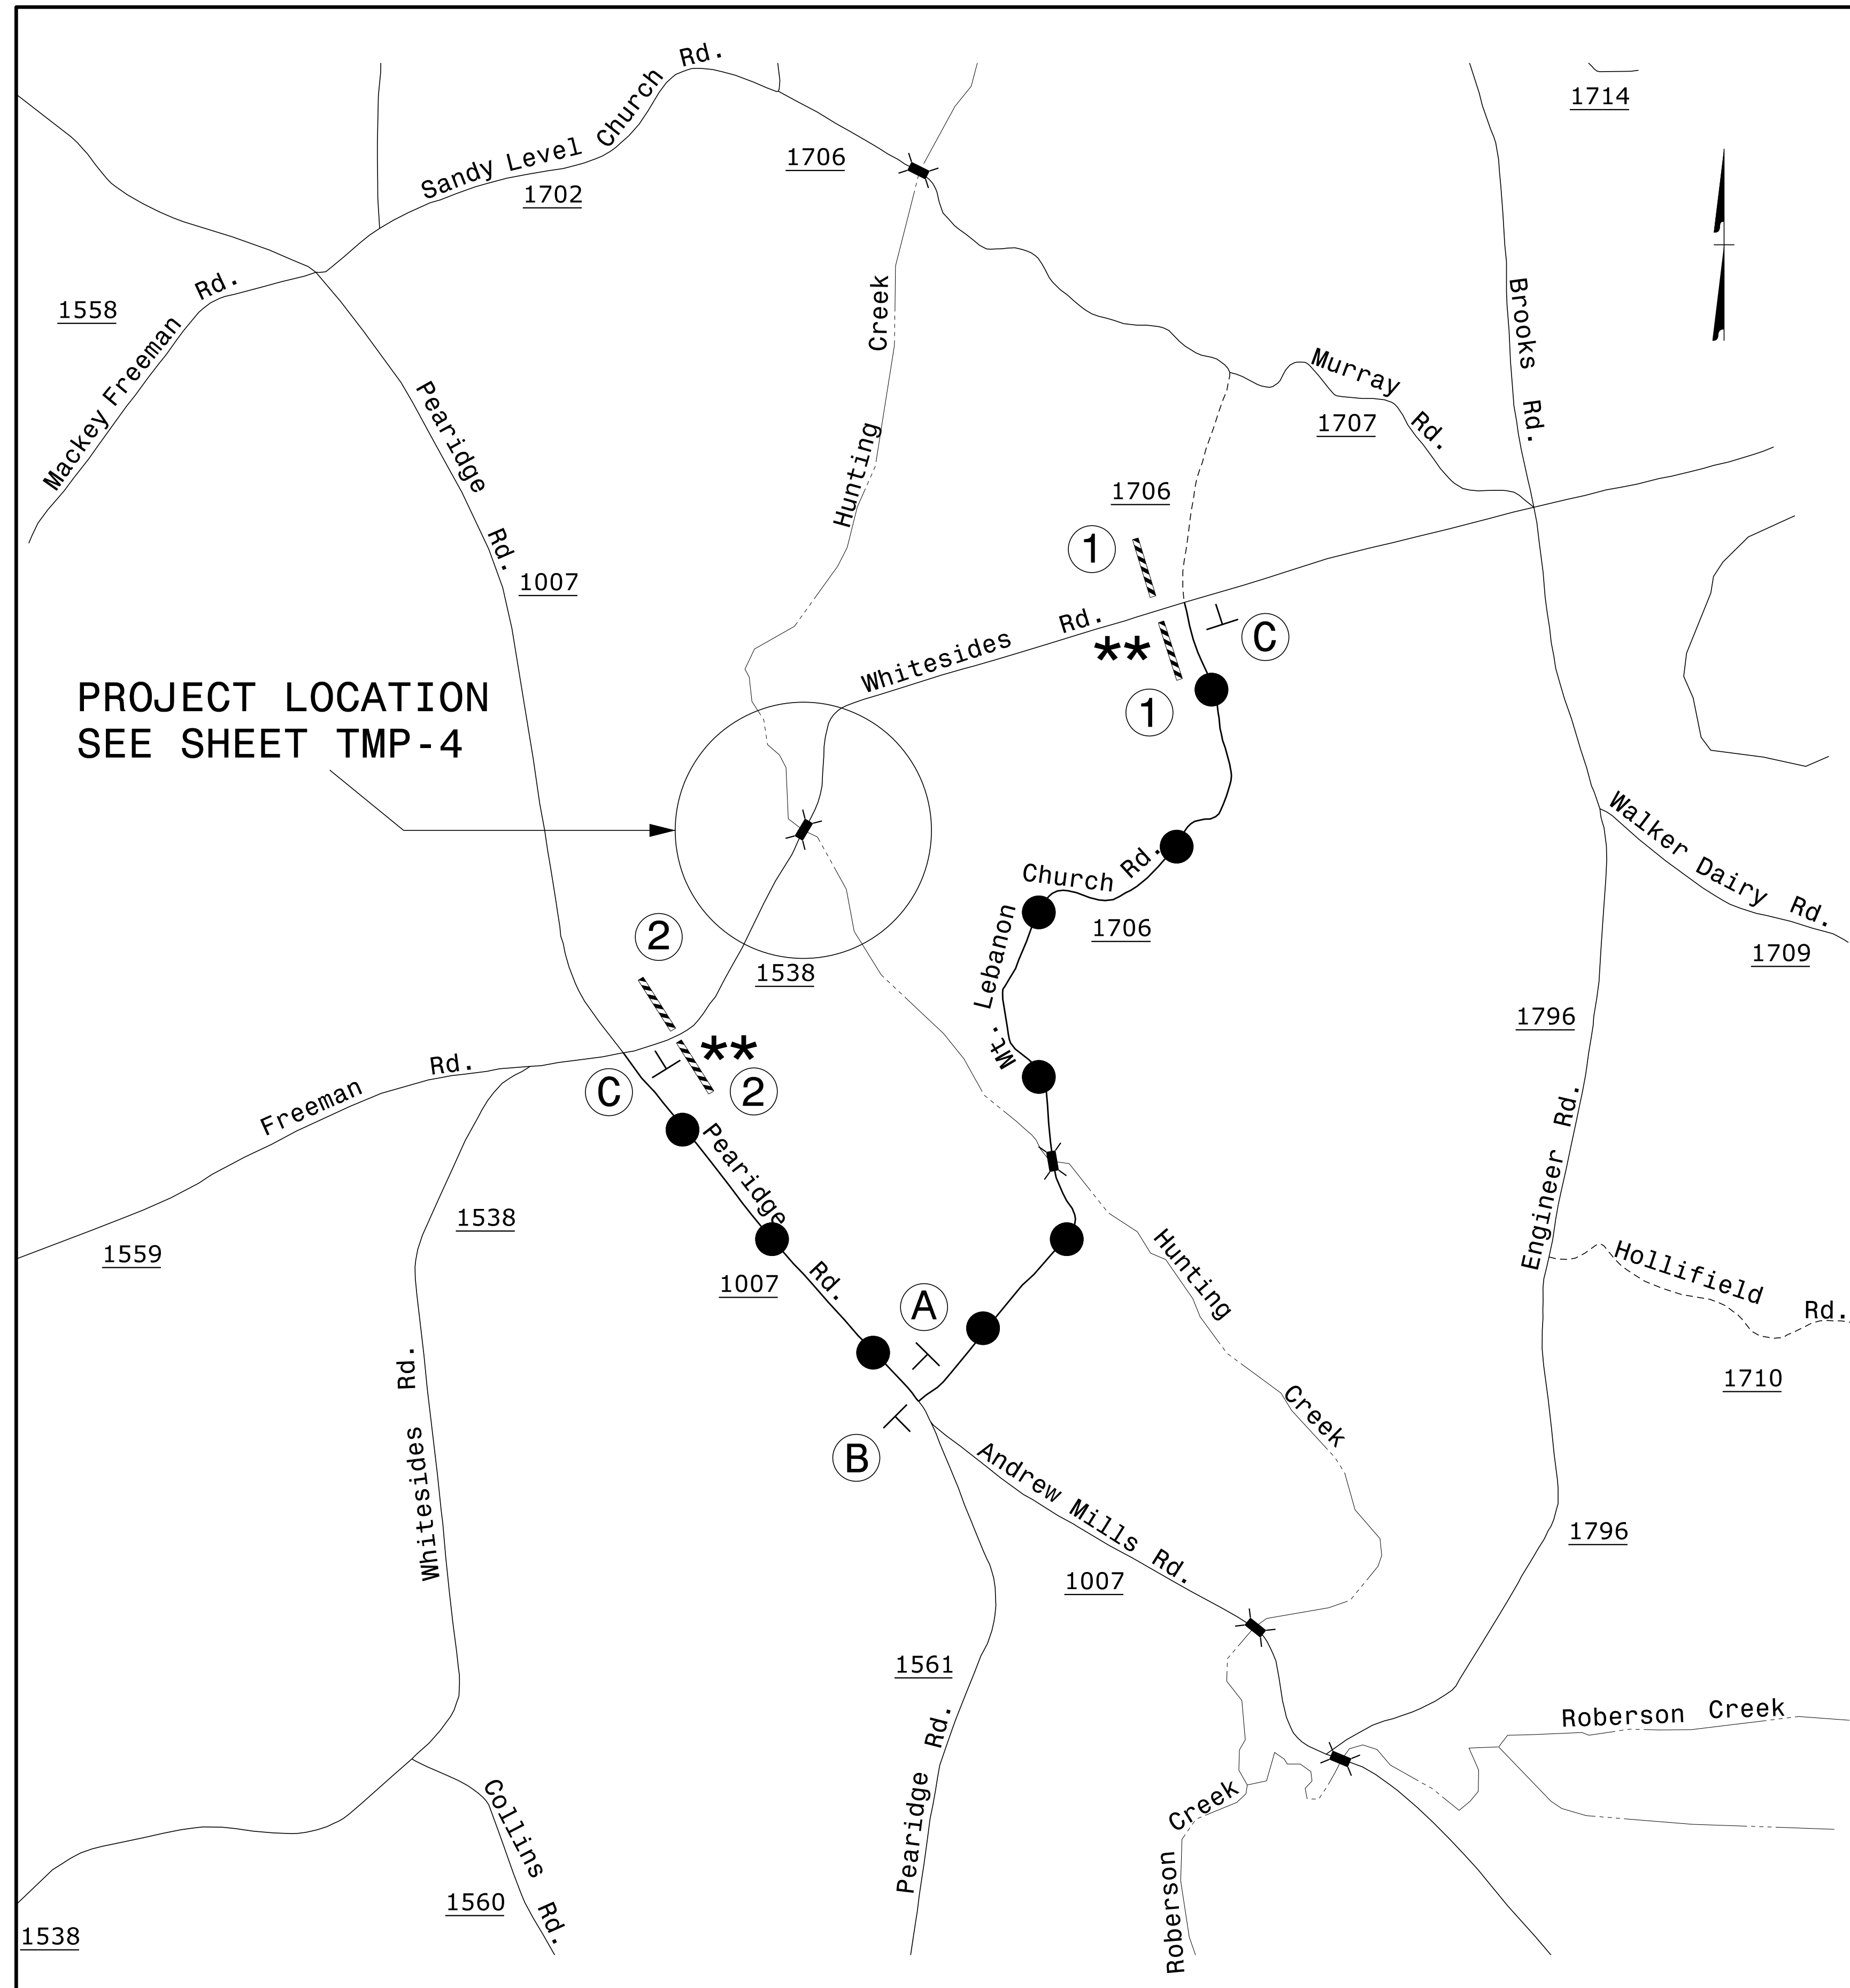 Sandy Level Church Rd.
1702
1706
1714
1558
Mackey Freeman Rd.
Pearidge Rd.
1007
Hunting Creek
Brooks Rd.
Murray Rd.
1707
1706
1
C
Whitesides Rd.
**
1
PROJECT LOCATION
SEE SHEET TMP-4
Walker Dairy Rd.
1709
Mt. Lebanon Church Rd.
1706
2
1538
1796
**
2
C
Freeman Rd.
1559
1538
Pearidge Rd.
1007
A
B
Hunting Creek
Engineer Rd.
Hollifield Rd.
1710
Whitesides Rd.
Andrew Mills Rd.
1007
1796
1561
Pearidge Rd.
Roberson Creek
Roberson Creek
Collins Rd.
1560
1538